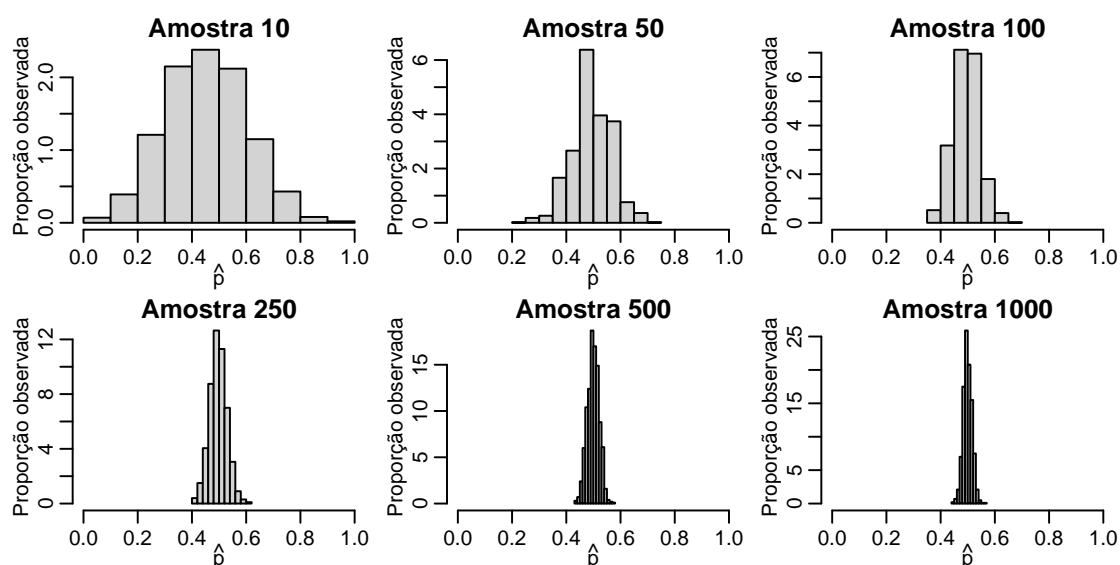 Amostra 10
Proporção observada
0.0 1.0 2.0
0.0 0.2 0.4 0.6 0.8 1.0
p̂
Amostra 50
Proporção observada
0 2 4 6
0.0 0.2 0.4 0.6 0.8 1.0
p̂
Amostra 100
Proporção observada
0 2 4 6
0.0 0.2 0.4 0.6 0.8 1.0
p̂
Amostra 250
Proporção observada
0 4 8 12
0.0 0.2 0.4 0.6 0.8 1.0
p̂
Amostra 500
Proporção observada
0 5 10 15
0.0 0.2 0.4 0.6 0.8 1.0
p̂
Amostra 1000
Proporção observada
0 5 15 25
0.0 0.2 0.4 0.6 0.8 1.0
p̂